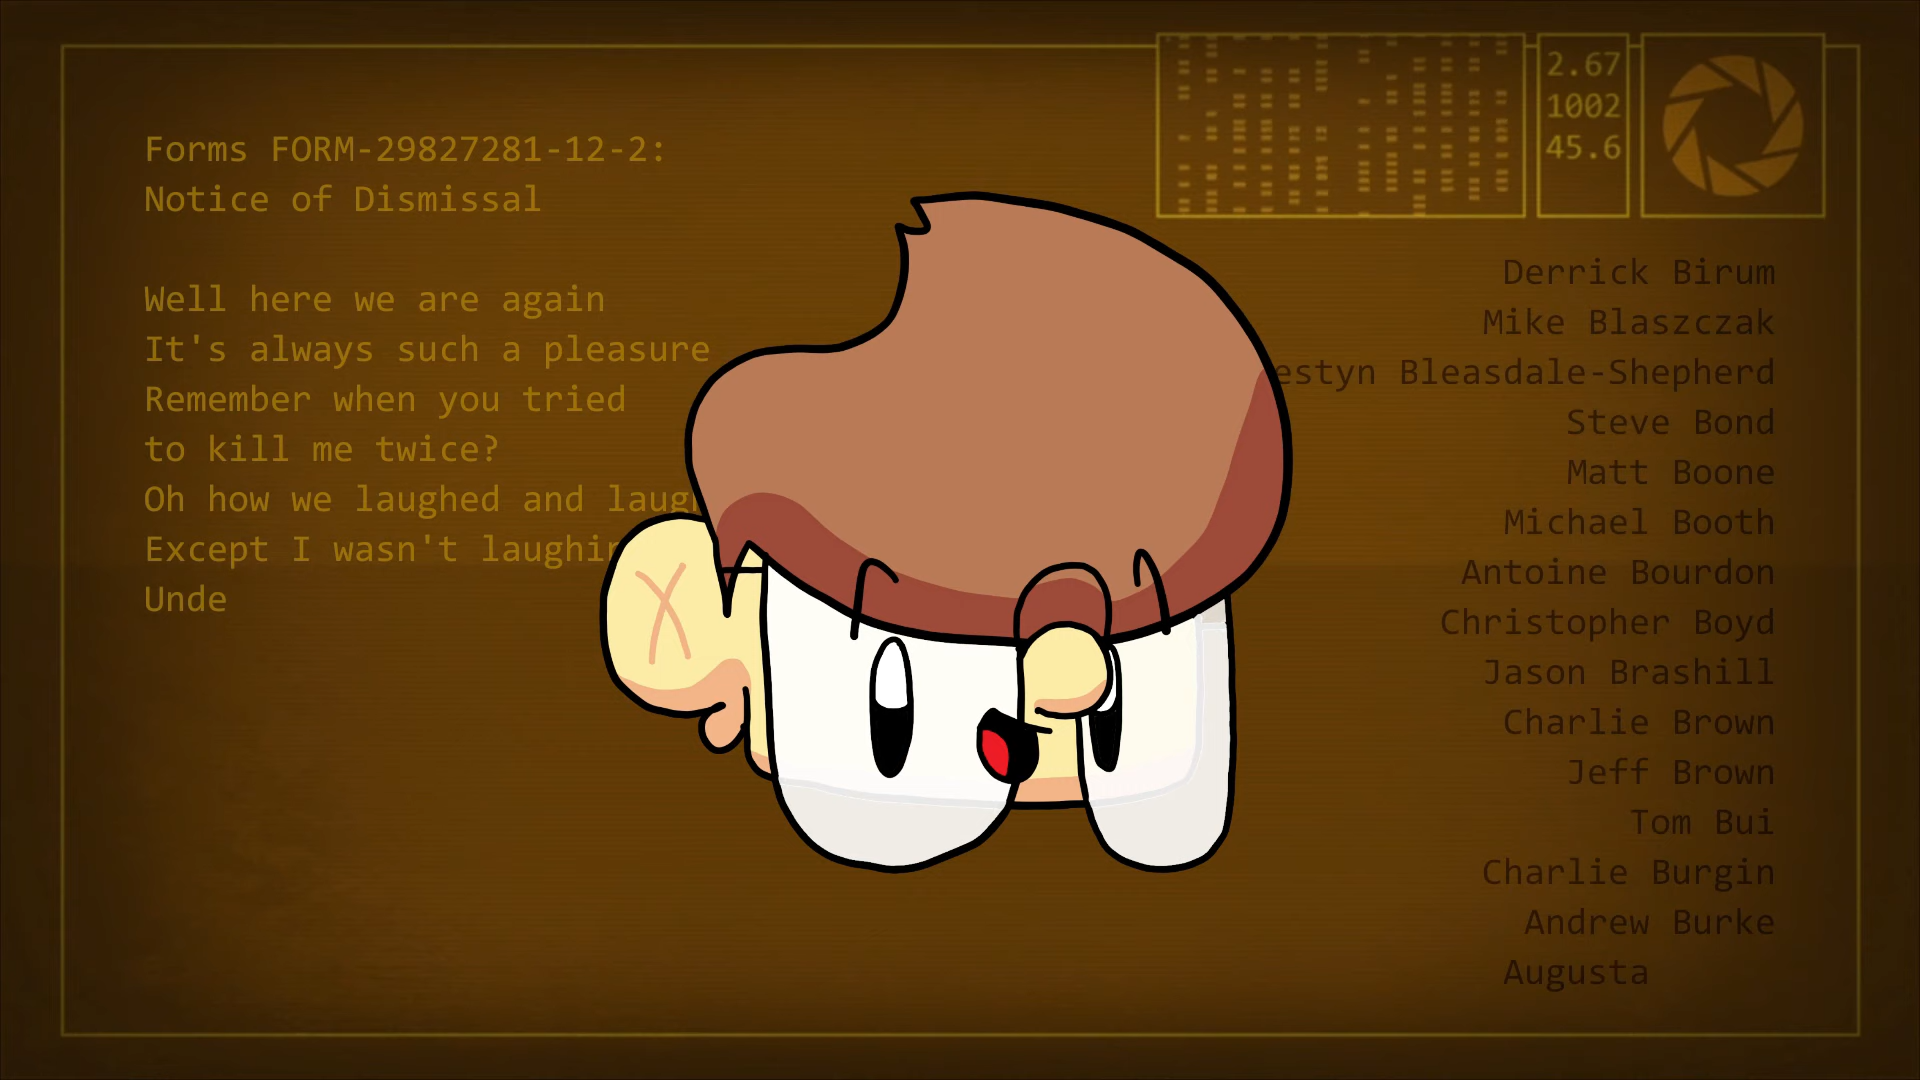 2.67
1002
45.6
Forms FORM-29827281-12-2:
Notice of Dismissal
Well here we are again
It's always such a pleasure
Remember when you tried
to kill me twice?
Oh how we laughed and laugh
Except I wasn't laughin
Unde
Derrick Birum
Mike Blaszczak
estyn Bleasdale-Shepherd
Steve Bond
Matt Boone
Michael Booth
Antoine Bourdon
Christopher Boyd
Jason Brashill
Charlie Brown
Jeff Brown
Tom Bui
Charlie Burgin
Andrew Burke
Augusta